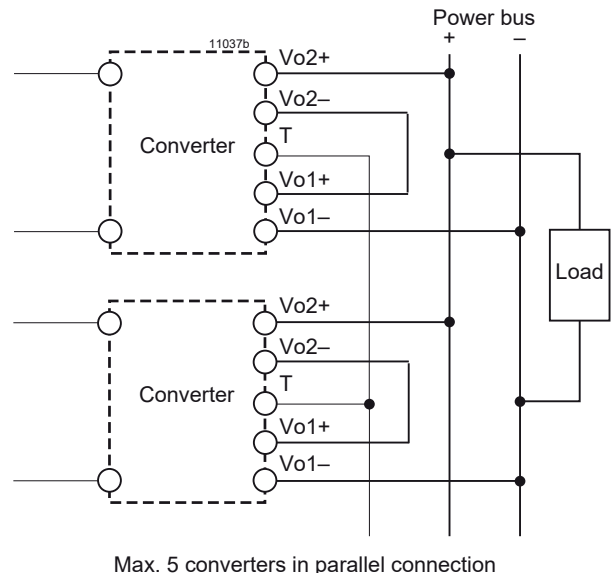 Power bus
+ –
11037b
Vo2+
Vo2–
T
Converter
Vo1+
Vo1–
Load
Vo2+
Vo2–
T
Converter
Vo1+
Vo1–
Max. 5 converters in parallel connection